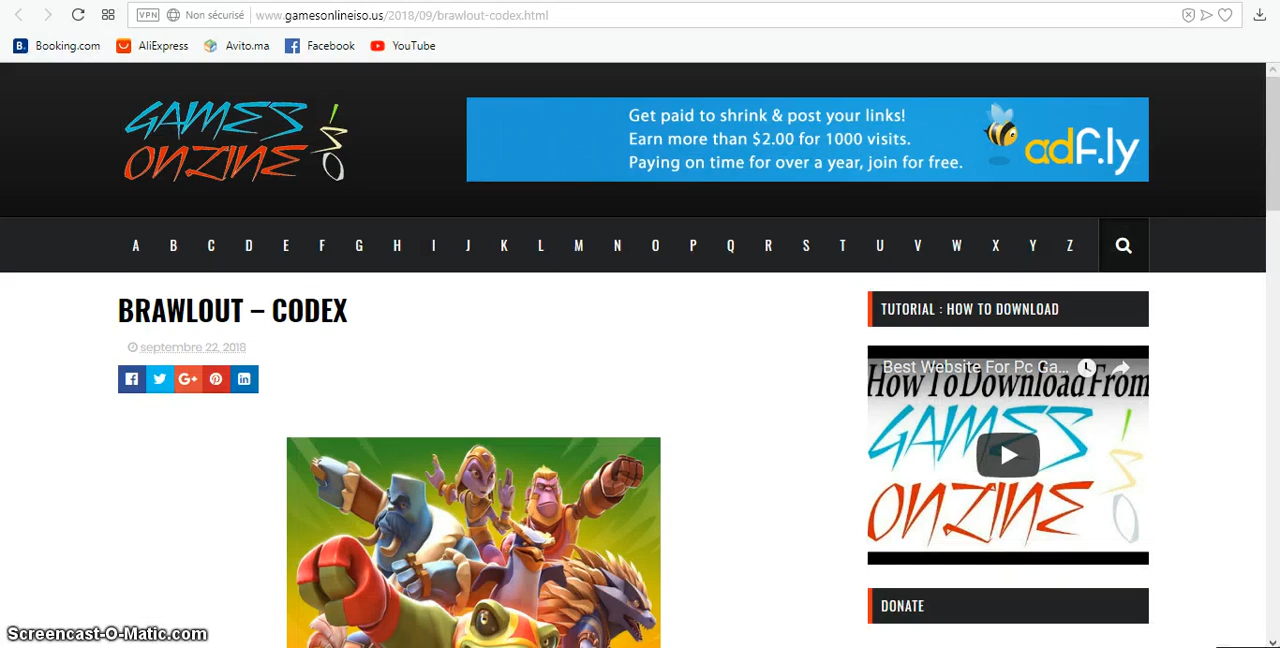 VPN
Non sécurisé
www.gamesonlineiso.us/2018/09/brawlout-codex.html
B. Booking.com
AliExpress
Avito.ma
Facebook
YouTube
GAMES
ONZINE
Get paid to shrink & post your links!
Earn more than $2.00 for 1000 visits.
Paying on time for over a year, join for free.
adf.ly
A B C D E F G H I J K L M N O P Q R S T U V W X Y Z
BRAWLOUT – CODEX
septembre 22, 2018
G+
in
TUTORIAL : HOW TO DOWNLOAD
Best Website For Pc Ga...
How To Download From
GAMES
ONZINE
DONATE
Screencast-O-Matic.com